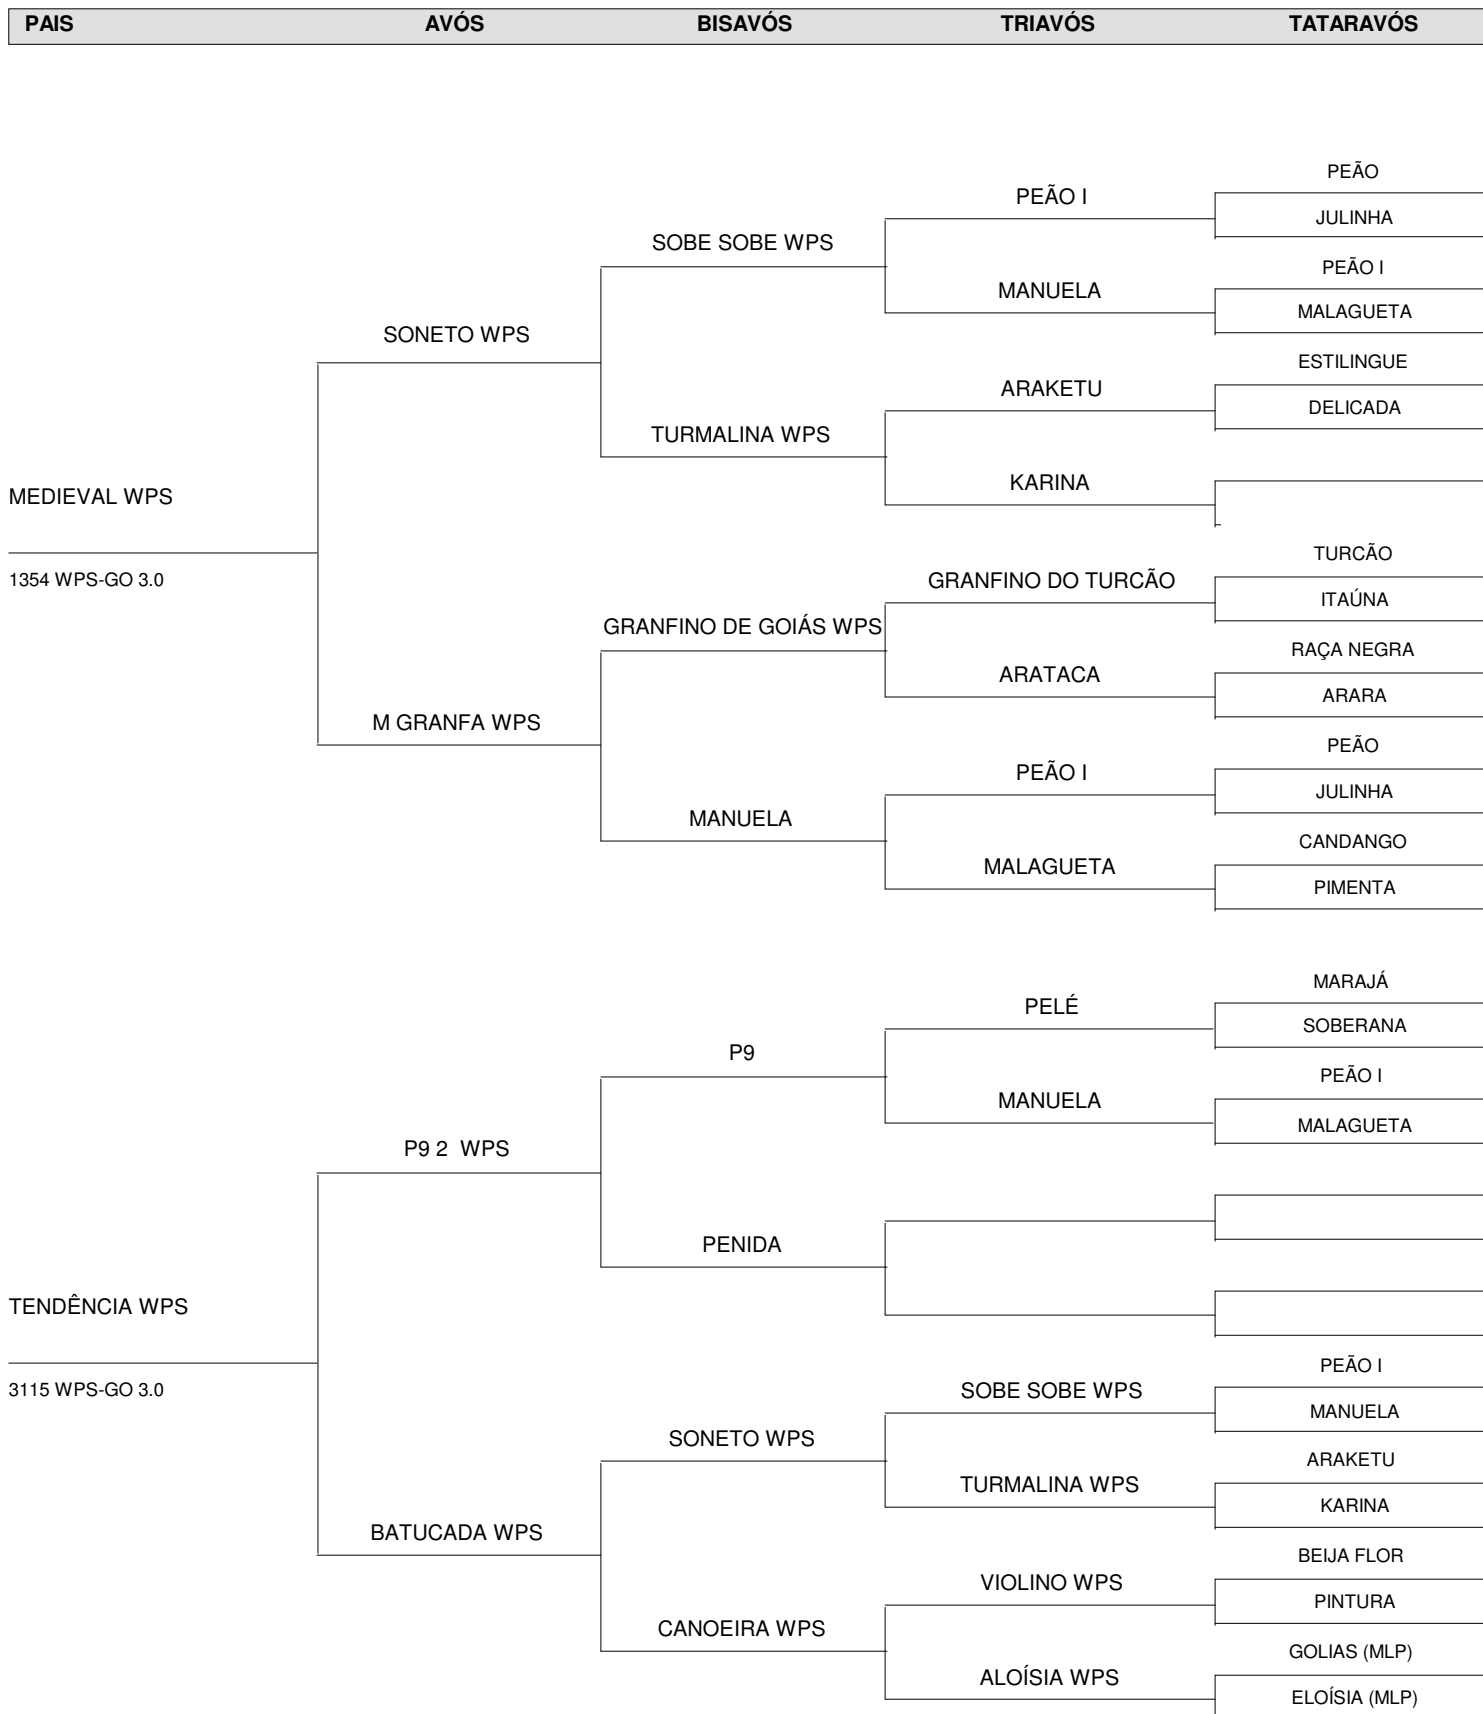 PAIS AVÓS BISAVÓS TRIAVÓS TATARAVÓS
PEÃO
PEÃO I
JULINHA
SOBE SOBE WPS
PEÃO I
MANUELA
MALAGUETA
SONETO WPS
ESTILINGUE
ARAKETU
DELICADA
TURMALINA WPS
KARINA
MEDIEVAL WPS
TURCÃO
1354 WPS-GO 3.0
GRANFINO DO TURCÃO
ITAÚNA
GRANFINO DE GOIÁS WPS
RAÇA NEGRA
ARATACA
ARARA
M GRANFA WPS
PEÃO
PEÃO I
JULINHA
MANUELA
CANDANGO
MALAGUETA
PIMENTA
MARAJÁ
PELÉ
SOBERANA
P9
PEÃO I
MANUELA
MALAGUETA
P9 2 WPS
PENIDA
TENDÊNCIA WPS
PEÃO I
3115 WPS-GO 3.0
SOBE SOBE WPS
MANUELA
SONETO WPS
ARAKETU
TURMALINA WPS
KARINA
BATUCADA WPS
BEIJA FLOR
VIOLINO WPS
PINTURA
CANOEIRA WPS
GOLIAS (MLP)
ALOÍSIA WPS
ELOÍSIA (MLP)